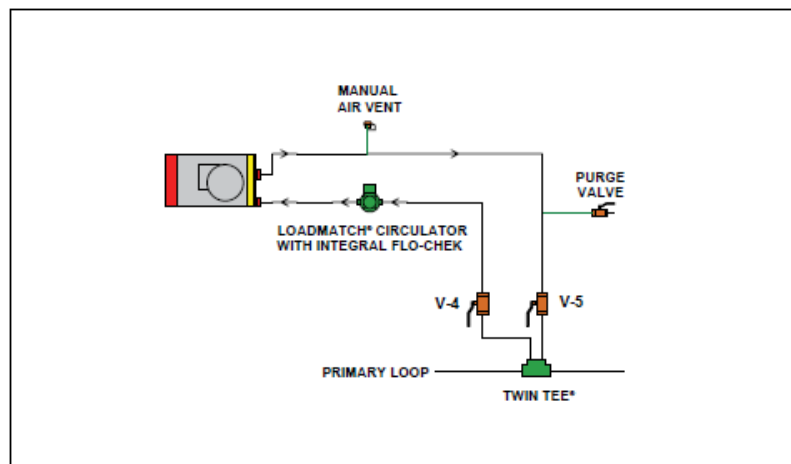 MANUAL
AIR VENT
PURGE
VALVE
LOADMATCH® CIRCULATOR
WITH INTEGRAL FLO-CHEK
V-4
V-5
PRIMARY LOOP
TWIN TEE®